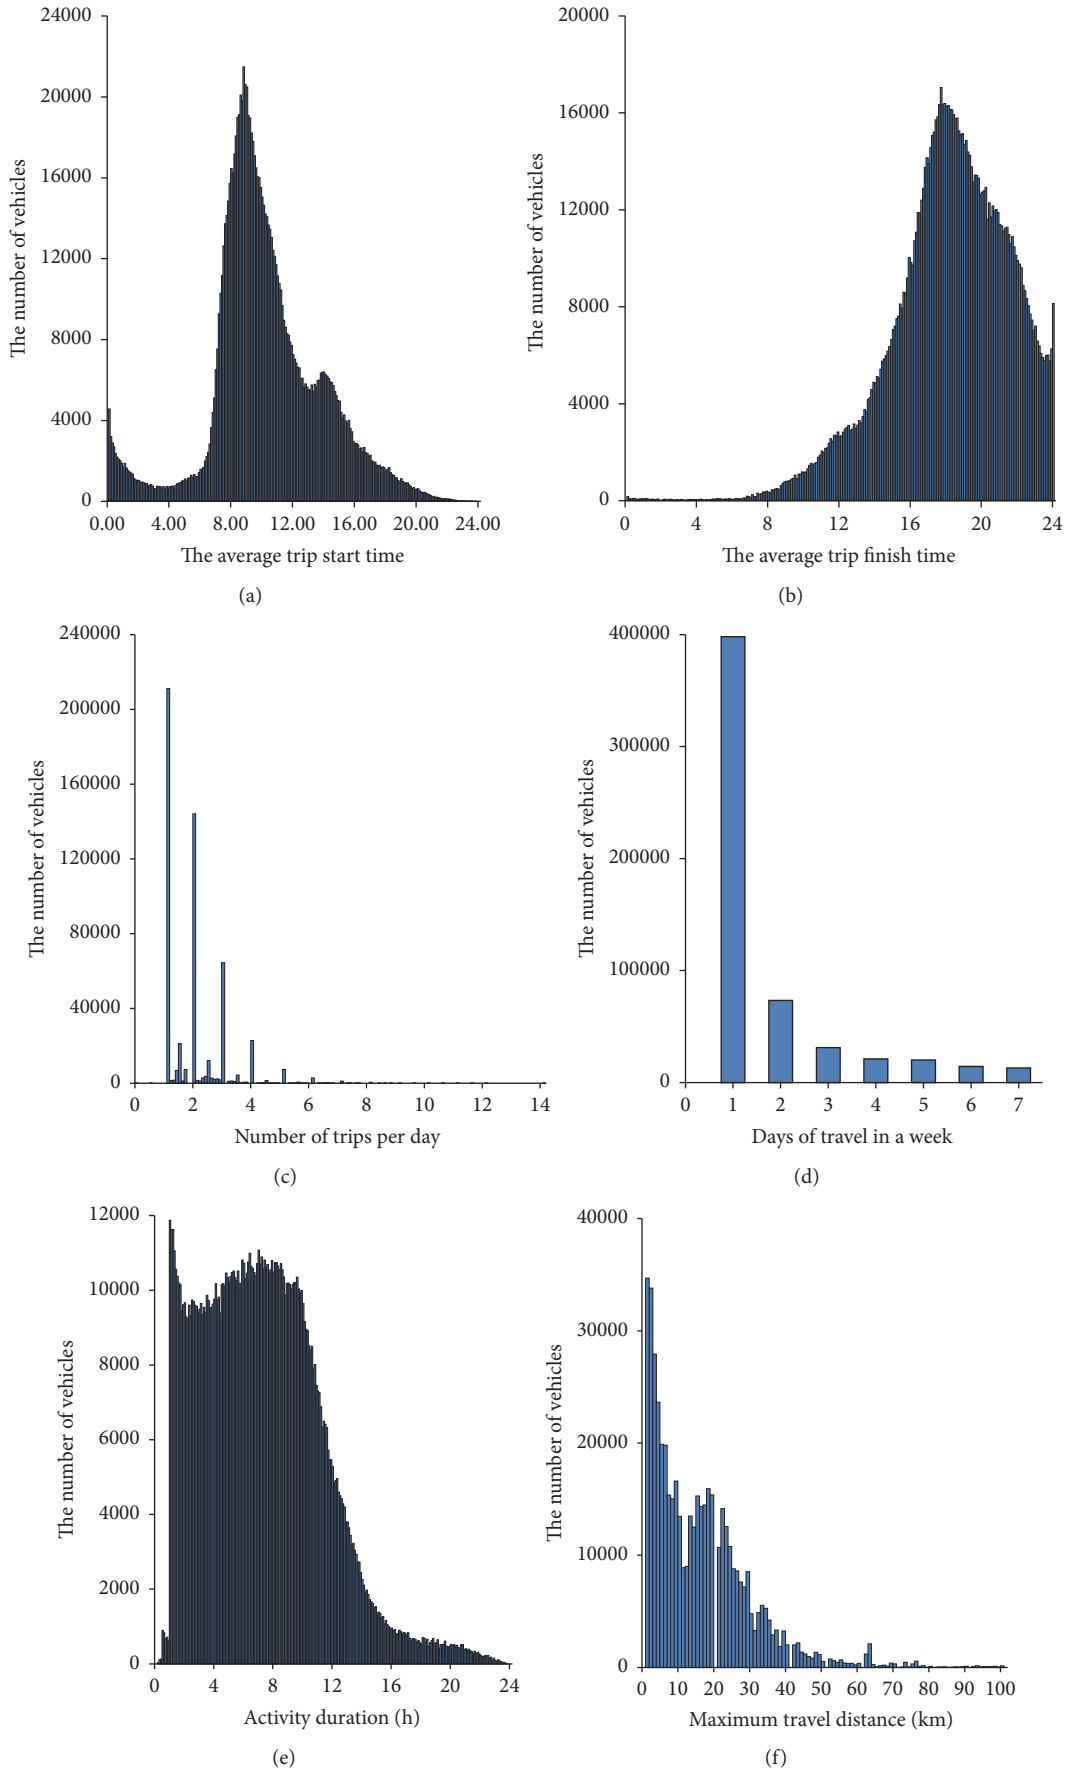 24000
20000
16000
12000
8000
4000
0
The number of vehicles
0.00 4.00 8.00 12.00 16.00 20.00 24.00
The average trip start time
(a)
20000
16000
12000
8000
4000
0
The number of vehicles
0 4 8 12 16 20 24
The average trip finish time
(b)
240000
200000
160000
120000
80000
40000
0
The number of vehicles
0 2 4 6 8 10 12 14
Number of trips per day
(c)
400000
300000
200000
100000
0
The number of vehicles
0 1 2 3 4 5 6 7
Days of travel in a week
(d)
12000
10000
8000
6000
4000
2000
0
The number of vehicles
0 4 8 12 16 20 24
Activity duration (h)
(e)
40000
30000
20000
10000
0
The number of vehicles
0 10 20 30 40 50 60 70 80 90 100
Maximum travel distance (km)
(f)